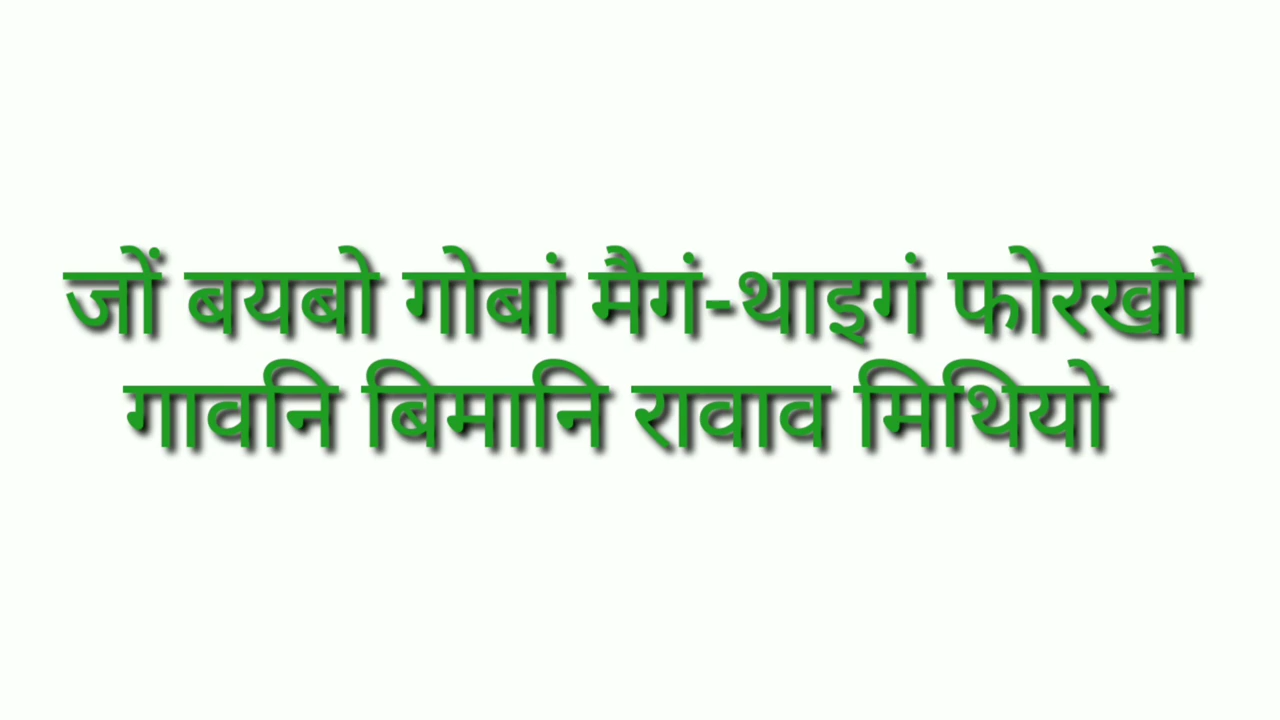 जों बयबो गोबां मैगं-थाइगं फोरखौ
गावनि बिमानि रावाव मिथियो